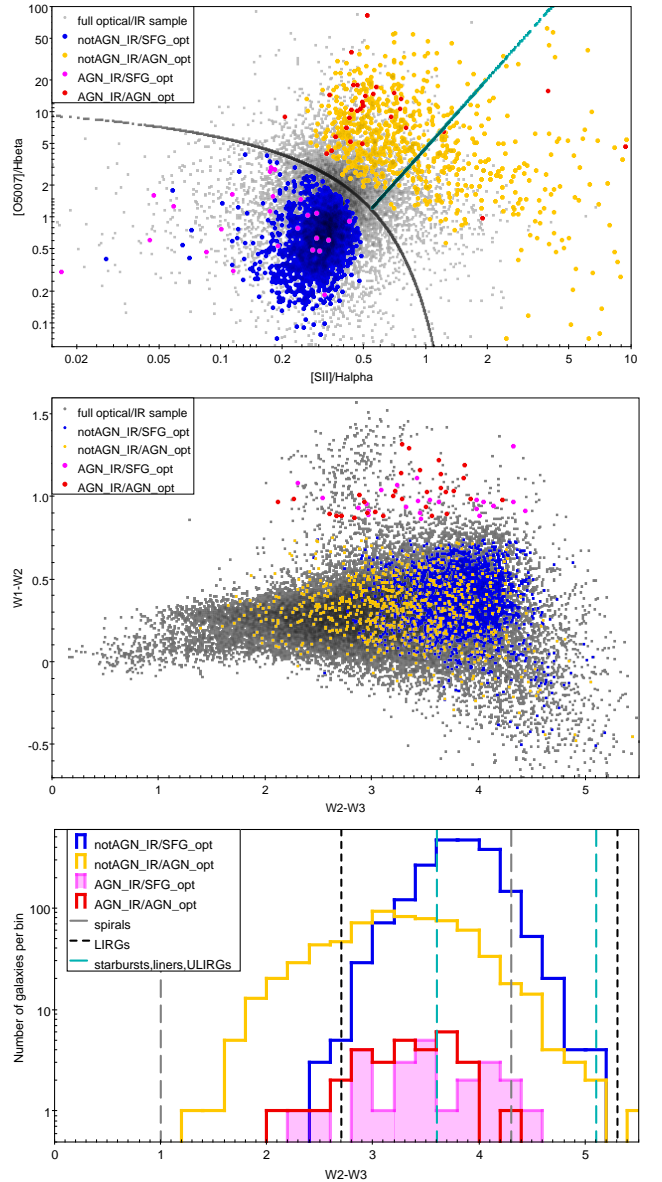 full optical/IR sample
notAGN_IR/SFG_opt
notAGN_IR/AGN_opt
AGN_IR/SFG_opt
AGN_IR/AGN_opt
100
50
20
10
5
2
1
0.5
0.2
0.1
[O5007]/Hbeta
0.02 0.05 0.1 0.2 0.5 1 2 5 10
[SII]/Halpha
full optical/IR sample
notAGN_IR/SFG_opt
notAGN_IR/AGN_opt
AGN_IR/SFG_opt
AGN_IR/AGN_opt
1.5
1.0
0.5
0
-0.5
W1-W2
0 1 2 3 4 5
W2-W3
notAGN_IR/SFG_opt
notAGN_IR/AGN_opt
AGN_IR/SFG_opt
AGN_IR/AGN_opt
spirals
LIRGs
starbursts,liners,ULIRGs
100
10
1
Number of galaxies per bin
0 1 2 3 4 5
W2-W3